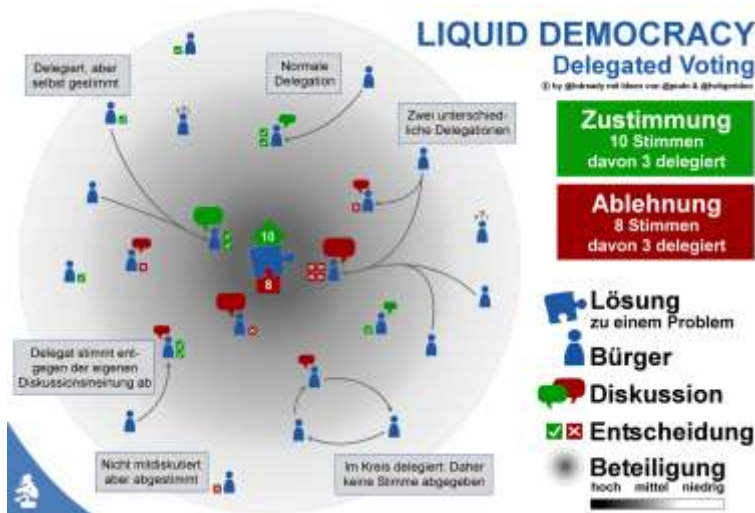 LIQUID DEMOCRACY
Delegated Voting
Delegiert, aber
selbst gestimmt
Normale
Delegation
Zwei unterschied-
liche Delegationen
Zustimmung
10 Stimmen
davon 3 delegiert
Ablehnung
8 Stimmen
davon 3 delegiert
10
8
Delegat stimmt ent-
gegen der eigenen
Diskussionsmeinung ab
Nicht mitdiskutiert
aber abgestimmt
Im Kreis delegiert: Daher
keine Stimme abgegeben
Lösung
zu einem Problem
Bürger
Diskussion
Entscheidung
Beteiligung
hoch mittel niedrig